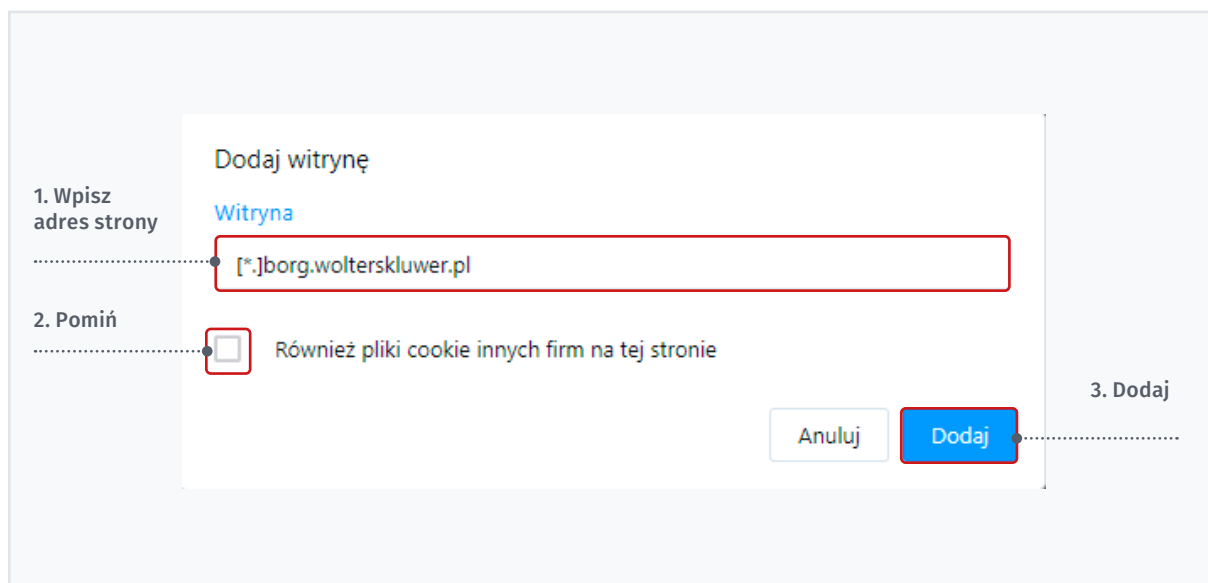 Dodaj witrynę
1. Wpisz
adres strony
Witryna
[*.]borg.wolterskluwer.pl
2. Pomiń
Również pliki cookie innych firm na tej stronie
3. Dodaj
Anuluj
Dodaj